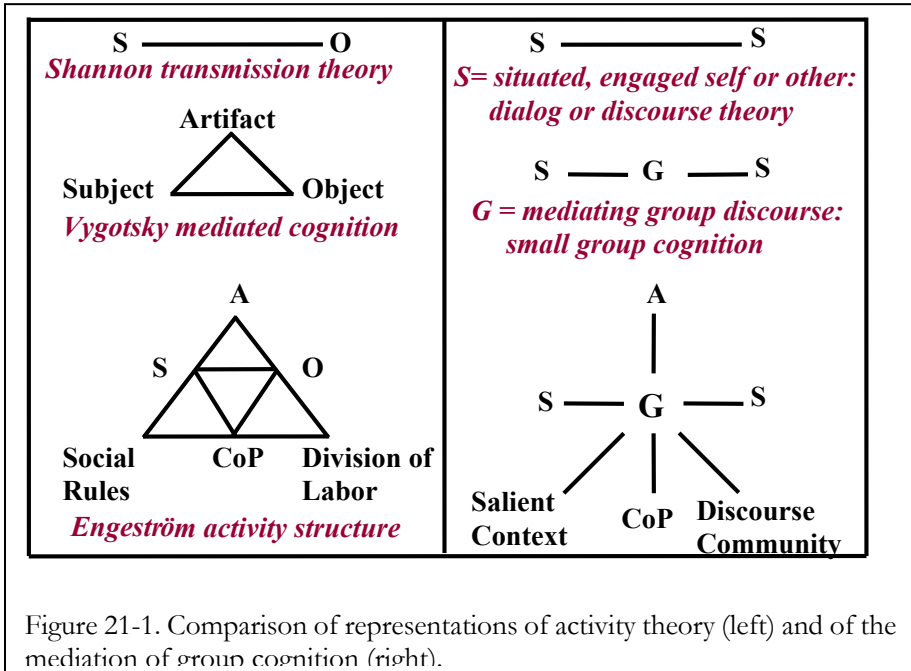 S O
Shannon transmission theory
Artifact
Subject Object
Vygotsky mediated cognition
A
S O
Social CoP Division of
Rules Labor
Engeström activity structure
S S
S= situated, engaged self or other:
dialog or discourse theory
S G S
G = mediating group discourse:
small group cognition
A
S G S
Salient CoP Discourse
Context Community
Figure 21-1. Comparison of representations of activity theory (left) and of the
mediation of group cognition (right).